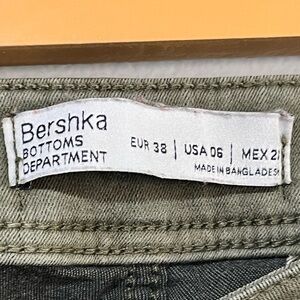 Bershka
BOTTOMS
DEPARTMENT
EUR 38 | USA 06 | MEX
MADE IN